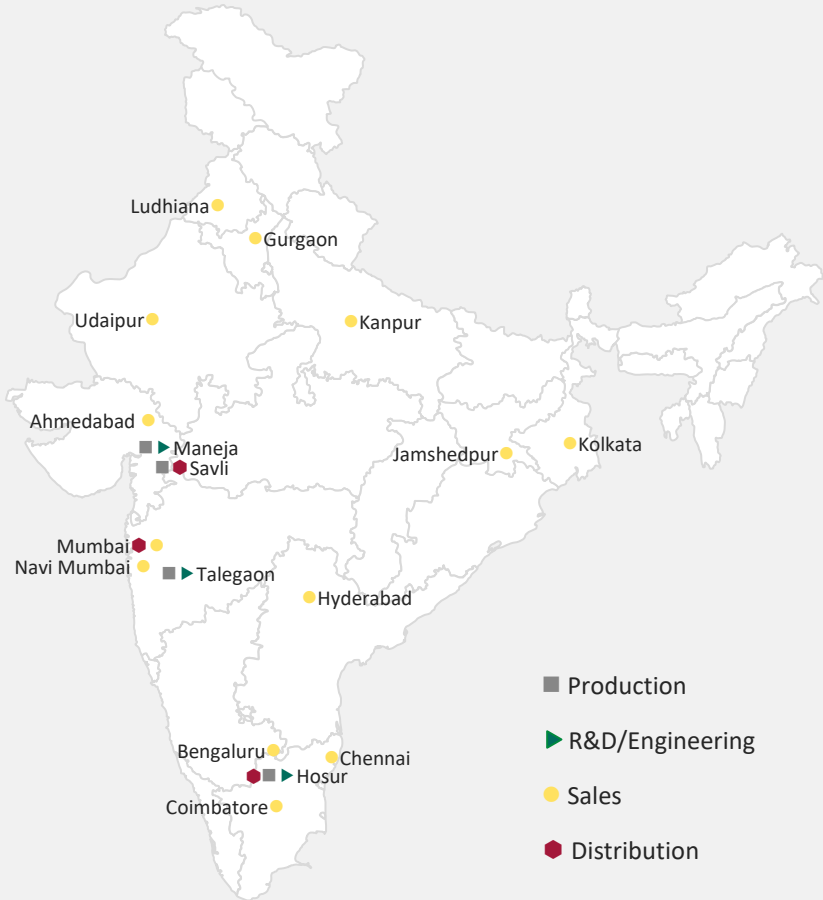 Ludhiana
Gurgaon
Udaipur
Kanpur
Ahmedabad
Maneja
Savli
Jamshedpur
Kolkata
Mumbai
Navi Mumbai
Talegaon
Hyderabad
Production
R&D/Engineering
Bengaluru
Chennai
Hosur
Coimbatore
Sales
Distribution